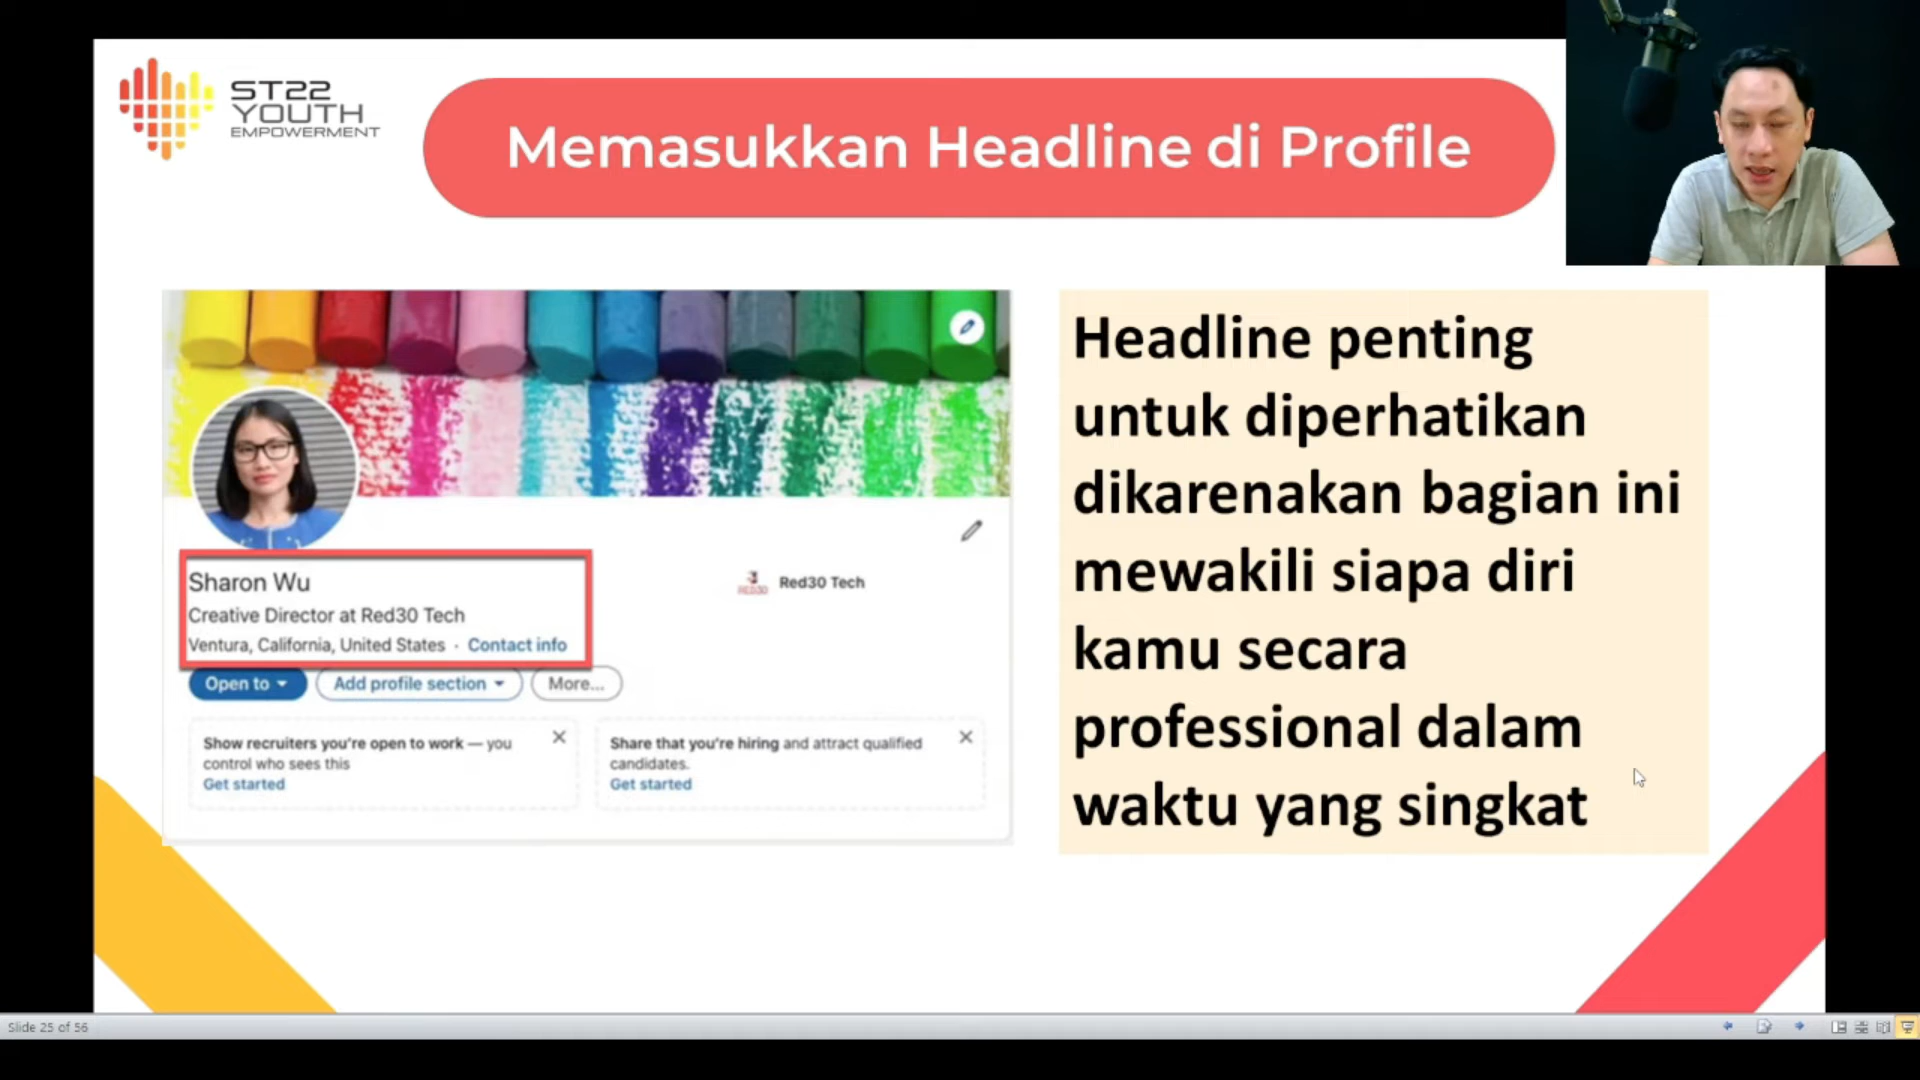 ST22
YOUTH
EMPOWERMENT
Memasukkan Headline di Profile
Sharon Wu
Creative Director at Red30 Tech
Ventura, California, United States · Contact info
RED30
Red30 Tech
Open to
Add profile section
More...
Show recruiters you're open to work — you
control who sees this
Get started
Share that you're hiring and attract qualified
candidates.
Get started
Headline penting
untuk diperhatikan
dikarenakan bagian ini
mewakili siapa diri
kamu secara
professional dalam
waktu yang singkat
Slide 25 of 56